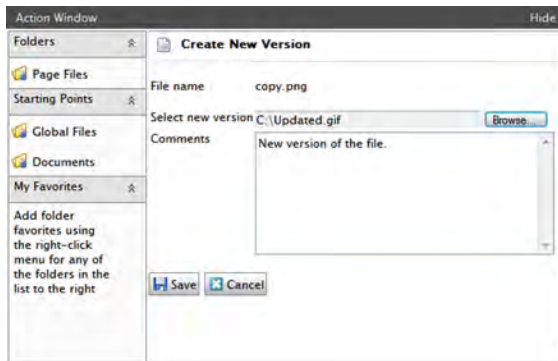 Action Window
Hide
Folders
Page Files
Starting Points
Global Files
Documents
My Favorites
Add folder
favorites using
the right-click
menu for any of
the folders in the
list to the right
Create New Version
File name
copy.png
Select new version
C:\Updated.gif
Browse...
Comments
New version of the file.
Save
Cancel